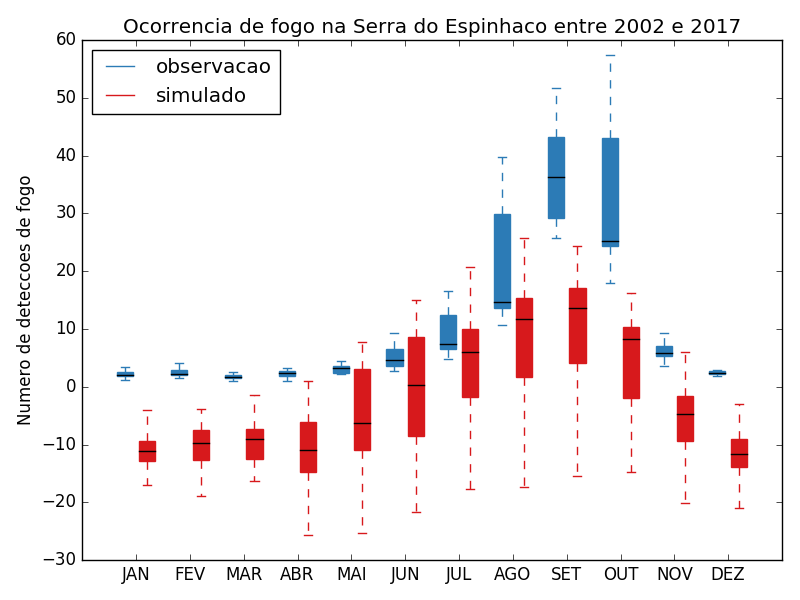 Ocorrencia de fogo na Serra do Espinhaco entre 2002 e 2017
observacao
simulado
Numero de deteccoes de fogo
60
50
40
30
20
10
0
−10
−20
−30
JAN FEV MAR ABR MAI JUN JUL AGO SET OUT NOV DEZ